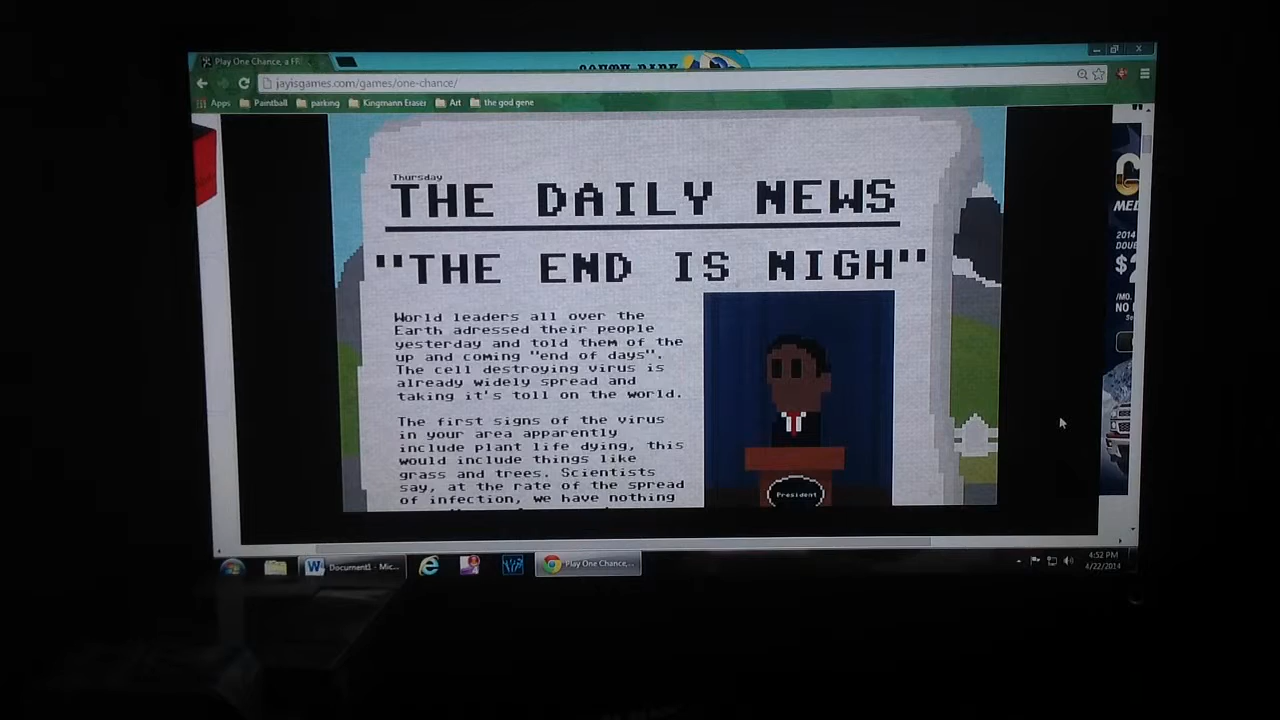 Play One Chance, a FR
jayisgames.com/games/one-chance/
Apps Paintball parking Kingmann Eraser Art the god gene
Thursday
THE DAILY NEWS
"THE END IS NIGH"
World leaders all over the
Earth adressed their people
yesterday and told them of the
up and coming "end of days".
The cell destroying virus is
already widely spread and
taking it's toll on the world.
The first signs of the virus
in your area apparently
include plant life dying, this
would include things like
grass and trees. Scientists
say, at the rate of the spread
of infection, we have nothing
President
MED
2014
DOUB
$2
/MO.
NO
Document1 - Mic...
Play One Chance,...
4:52 PM
4/22/2014